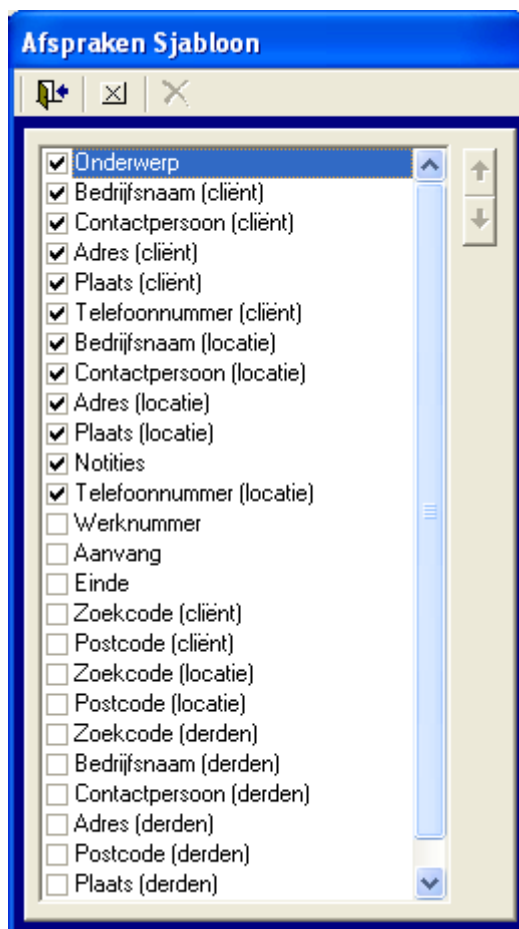 Afspraken Sjabloon
Onderwerp
Bedrijfsnaam (cliënt)
Contactpersoon (cliënt)
Adres (cliënt)
Plaats (cliënt)
Telefoonnummer (cliënt)
Bedrijfsnaam (locatie)
Contactpersoon (locatie)
Adres (locatie)
Plaats (locatie)
Notities
Telefoonnummer (locatie)
Werknummer
Aanvang
Einde
Zoekcode (cliënt)
Postcode (cliënt)
Zoekcode (locatie)
Postcode (locatie)
Zoekcode (derden)
Bedrijfsnaam (derden)
Contactpersoon (derden)
Adres (derden)
Postcode (derden)
Plaats (derden)